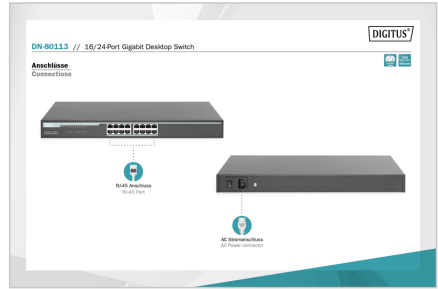 DIGITUS®
DN-80113 // 16/24-Port Gigabit Desktop Switch
Anschlüsse
Connections
RJ-45 Anschluss
RJ-45 Port
AC Stromanschluss
AC Power connector